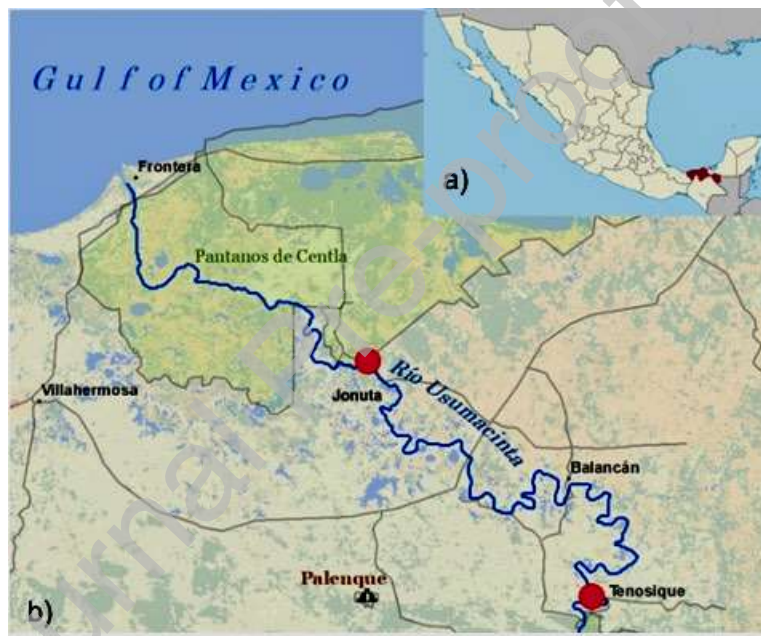 Gulf of Mexico
a)
Frontera
Pantanos de Centla
Río Usumacinta
Villahermosa
Jonuta
Balancán
Palenque
Tenosique
b)